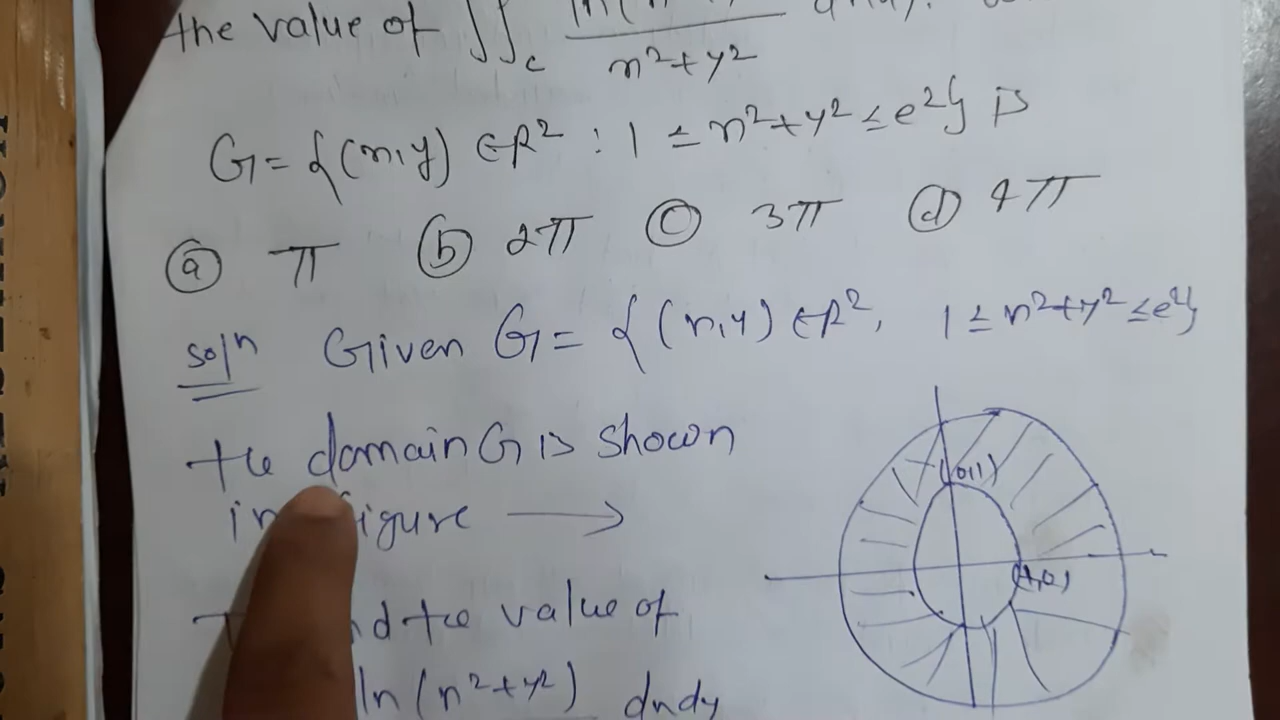 the value of ∬c ln(x²+y²)/x²+y² dxdy.
G = {(x,y) ∈ R² : 1 ≤ x²+y² ≤ e²} is
(a) π (b) 2π (c) 3π (d) 4π
Solⁿ Given G = {(x,y) ∈ R², 1 ≤ x²+y² ≤ e²}
the domain G is shown
in figure →
(0,1)
(1,0)
the value of
ln(x²+y²) dxdy